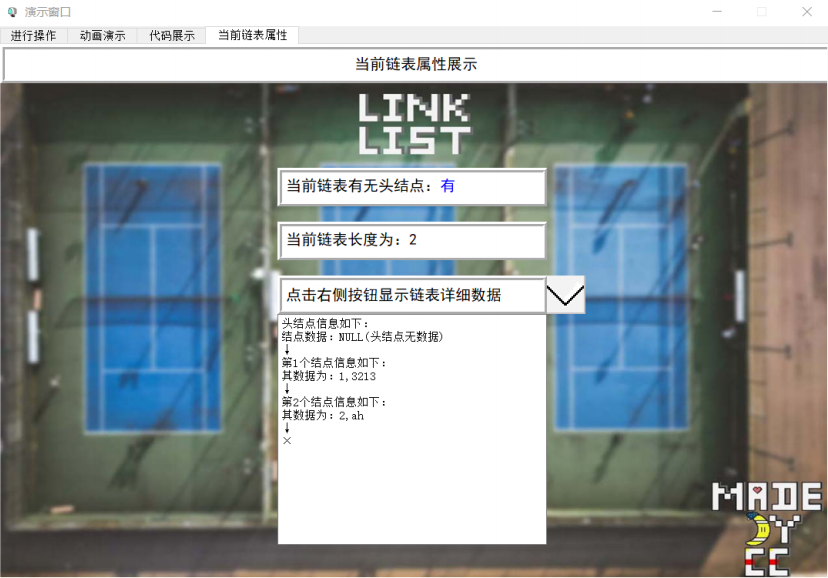 演示窗口
进行操作 动画演示 代码展示 当前链表属性
当前链表属性展示
LINK
LIST
当前链表有无头结点：有
当前链表长度为：2
点击右侧按钮显示链表详细数据
头结点信息如下：
结点数据：NULL(头结点无数据)
↓
第1个结点信息如下：
其数据为：1,3213
↓
第2个结点信息如下：
其数据为：2,ah
↓
×
MADE
BY
CC